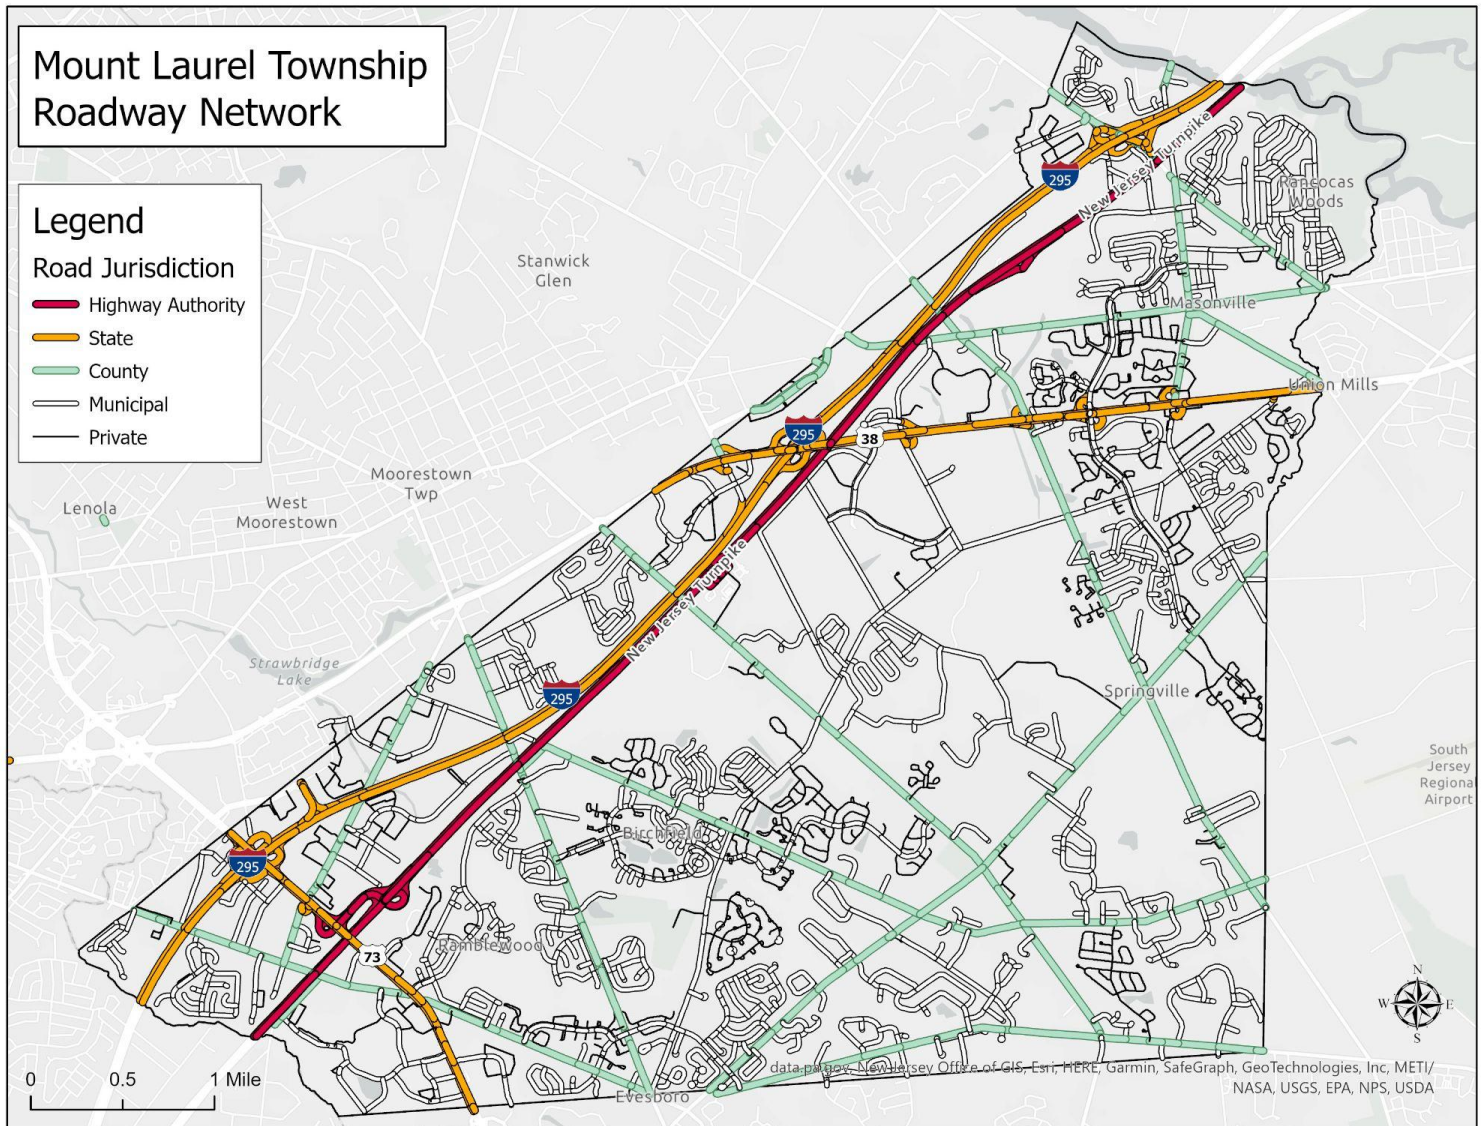 Mount Laurel Township
Roadway Network
Legend
Road Jurisdiction
Highway Authority
State
County
Municipal
Private
295
New Jersey Turnpike
Rancocas
Woods
Stanwick
Glen
Masonville
Union Mills
295
38
Moorestown
Twp
Lenola
West
Moorestown
New Jersey Turnpike
Strawbridge
Lake
295
Springville
South
Jersey
Regional
Airport
Birchfield
295
Ramblewood
73
N
W
E
S
0
0.5
1 Mile
Evesboro
data.pa.gov, New Jersey Office of GIS, Esri, HERE, Garmin, SafeGraph, GeoTechnologies, Inc, METI/
NASA, USGS, EPA, NPS, USDA